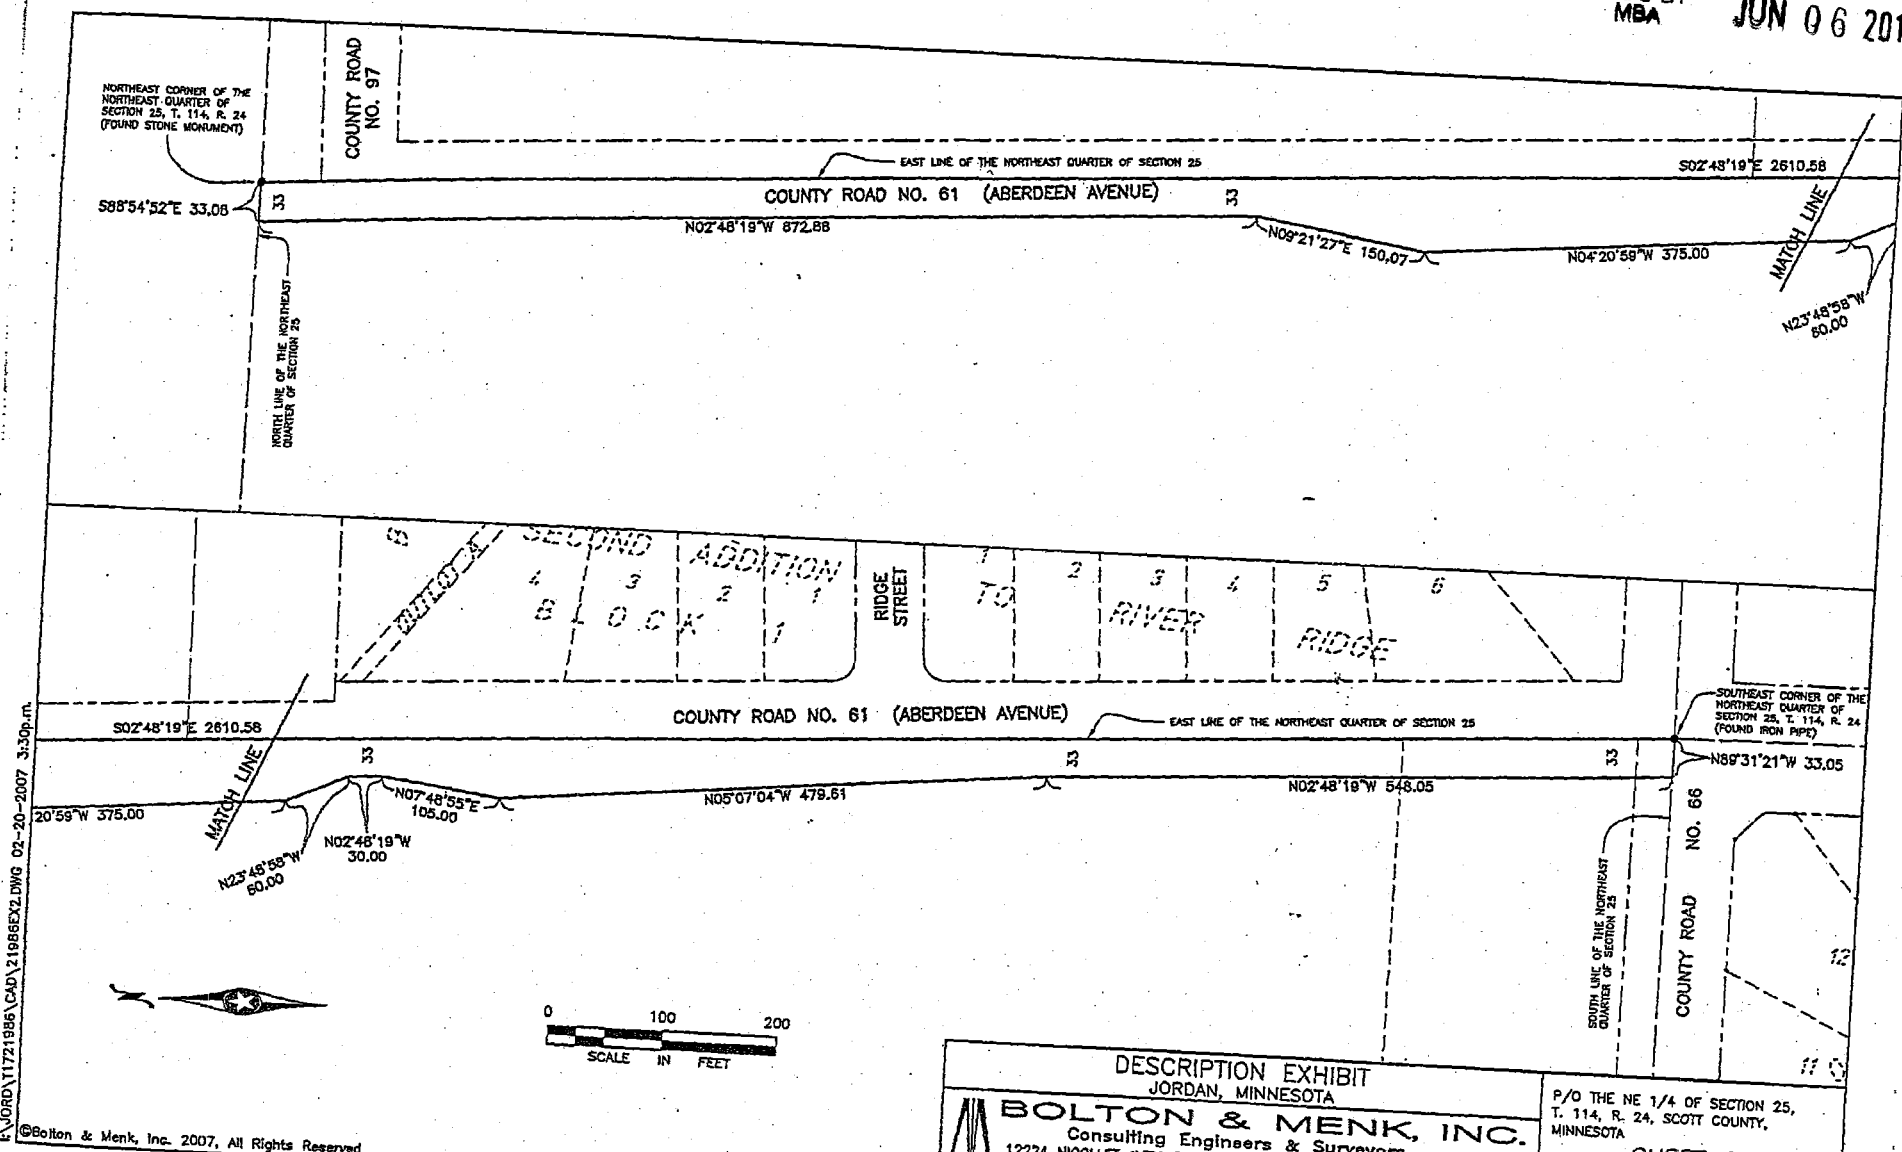 MBA
JUN 06 201
NORTHEAST CORNER OF THE
NORTHEAST QUARTER OF
SECTION 25, T. 114, R. 24
(FOUND STONE MONUMENT)
COUNTY ROAD
NO. 97
EAST LINE OF THE NORTHEAST QUARTER OF SECTION 25
S02°48'19"E 2610.58
S88°54'52"E 33.08
33
COUNTY ROAD NO. 61 (ABERDEEN AVENUE)
33
N02°48'19"W 872.88
N09°21'27"E 150.07
N04°20'59"W 375.00
MATCH LINE
N23°48'58"W
60.00
NORTH LINE OF THE NORTHEAST
QUARTER OF SECTION 25
8
OUTLOT A
SECOND ADDITION
4 3 2 1
BLOCK 1
RIDGE
STREET
1 2 3 4 5 6
TO RIVER RIDGE
COUNTY ROAD NO. 61 (ABERDEEN AVENUE)
EAST LINE OF THE NORTHEAST QUARTER OF SECTION 25
SOUTHEAST CORNER OF THE
NORTHEAST QUARTER OF
SECTION 25, T. 114, R. 24
(FOUND IRON PIPE)
S02°48'19"E 2610.58
MATCH LINE
33
33
33
N89°31'21"W 33.05
20'59"W 375.00
N23°48'58"W
60.00
N02°48'19"W
30.00
N07°48'55"E
105.00
N05°07'04"W 479.61
N02°48'19"W 548.05
SOUTH LINE OF THE NORTHEAST
QUARTER OF SECTION 25
COUNTY ROAD NO. 66
12
11
0 100 200
SCALE IN FEET
DESCRIPTION EXHIBIT
JORDAN, MINNESOTA
BOLTON & MENK, INC.
Consulting Engineers & Surveyors
P/O THE NE 1/4 OF SECTION 25,
T. 114, R. 24, SCOTT COUNTY,
MINNESOTA
\JORD\T1721986\CAD\21986EX2.DWG 02-20-2007 3:30p.m.
©Bolton & Menk, Inc. 2007, All Rights Reserved